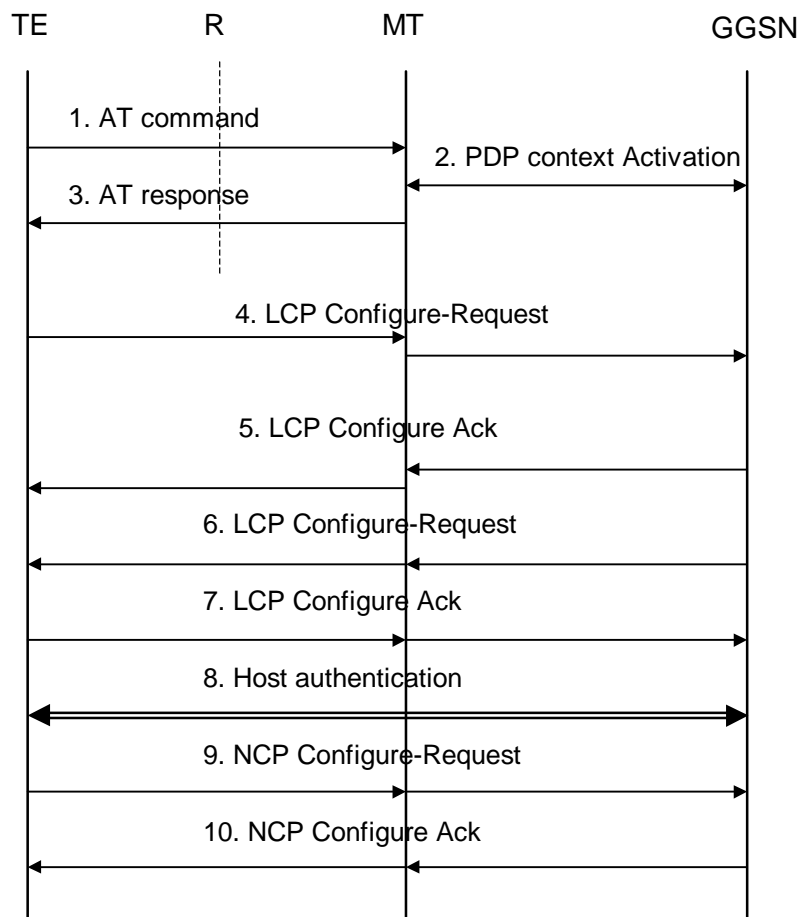 TE R MT GGSN
1. AT command
2. PDP context Activation
3. AT response
4. LCP Configure-Request
5. LCP Configure Ack
6. LCP Configure-Request
7. LCP Configure Ack
8. Host authentication
9. NCP Configure-Request
10. NCP Configure Ack